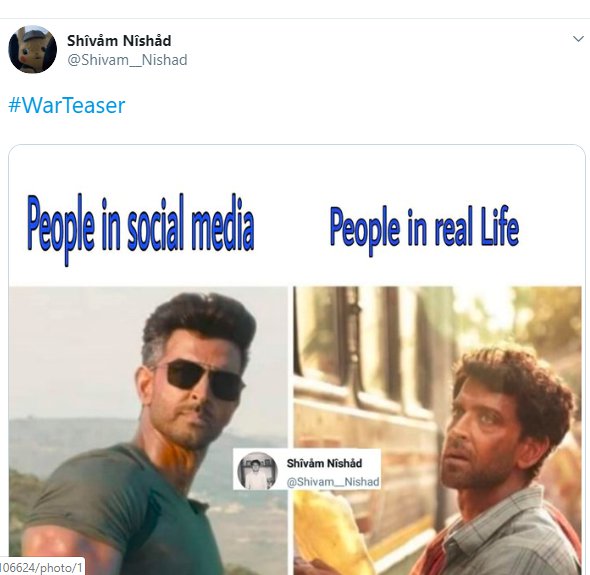 Shîvåm Nîshåd
@Shivam__Nishad
#WarTeaser
People in social media
People in real Life
Shîvåm Nîshåd
@Shivam__Nishad
106624/photo/1